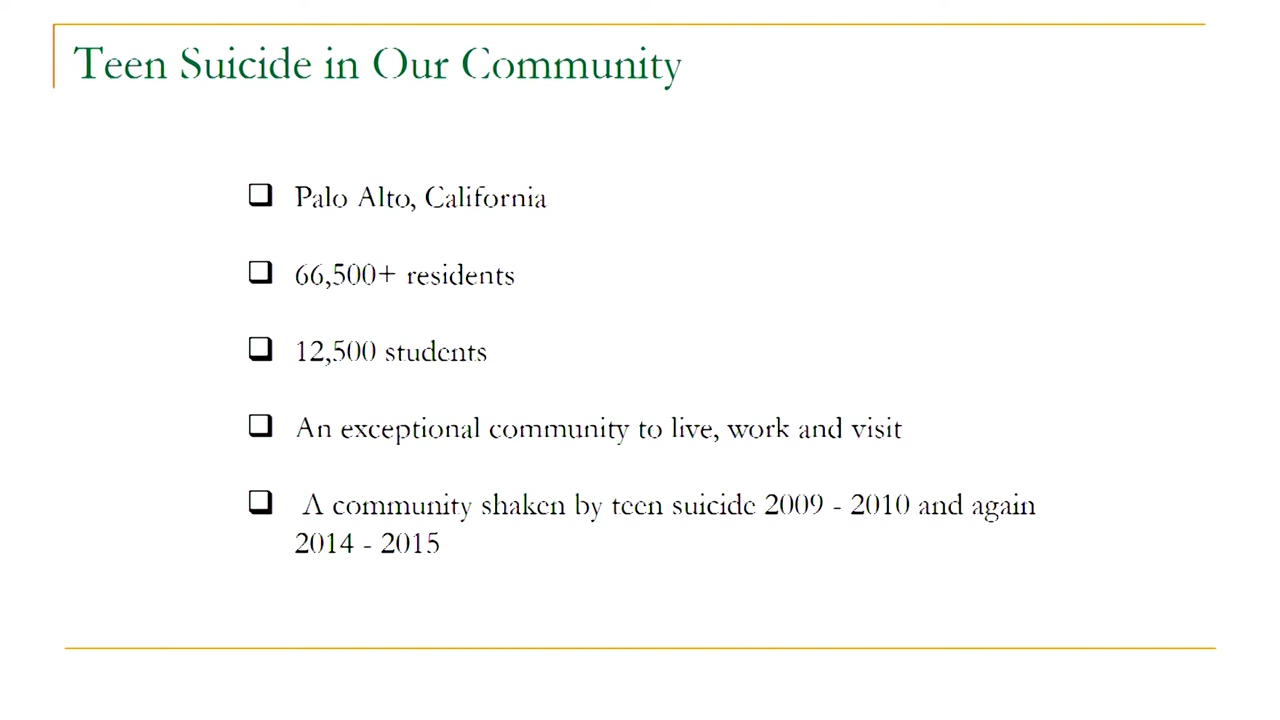 Teen Suicide in Our Community
Palo Alto, California
66,500+ residents
12,500 students
An exceptional community to live, work and visit
A community shaken by teen suicide 2009 - 2010 and again
2014 - 2015